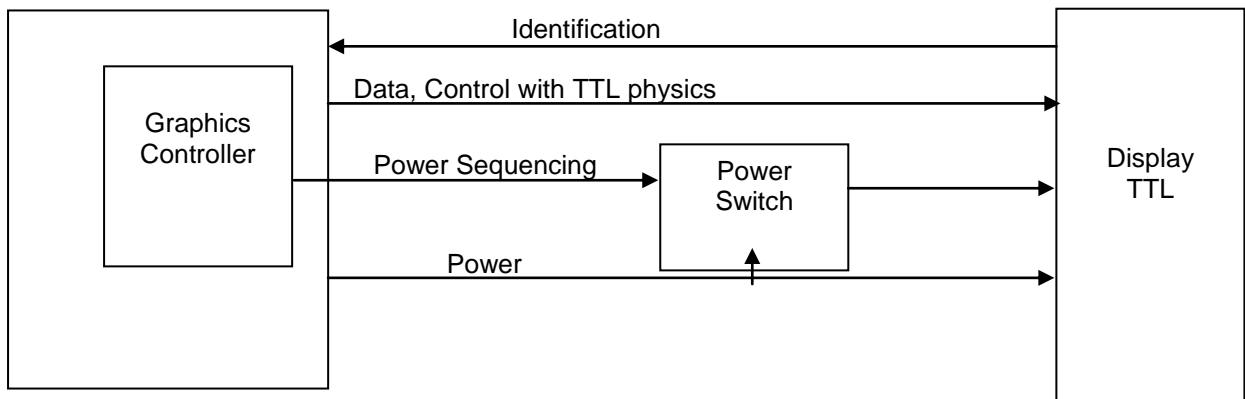 Identification
Data, Control with TTL physics
Graphics
Controller
Power Sequencing
Power
Switch
Display
TTL
Power